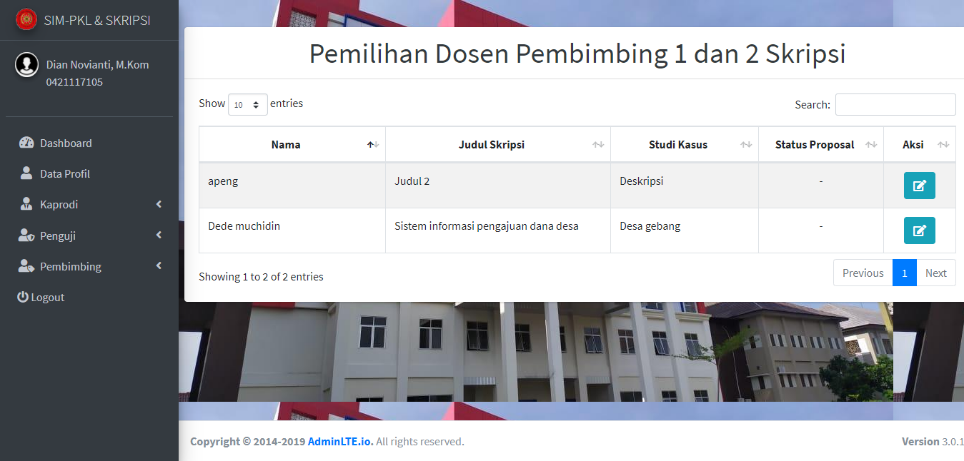 SIM-PKL & SKRIPSI
Dian Novianti, M.Kom
0421117105
Dashboard
Data Profil
Kaprodi
Penguji
Pembimbing
Logout
Pemilihan Dosen Pembimbing 1 dan 2 Skripsi
Show 10 entries
Search:
Nama Judul Skripsi Studi Kasus Status Proposal Aksi
apeng Judul 2 Deskripsi -
Dede muchidin Sistem informasi pengajuan dana desa Desa gebang -
Showing 1 to 2 of 2 entries
Previous 1 Next
Copyright © 2014-2019 AdminLTE.io. All rights reserved.
Version 3.0.1